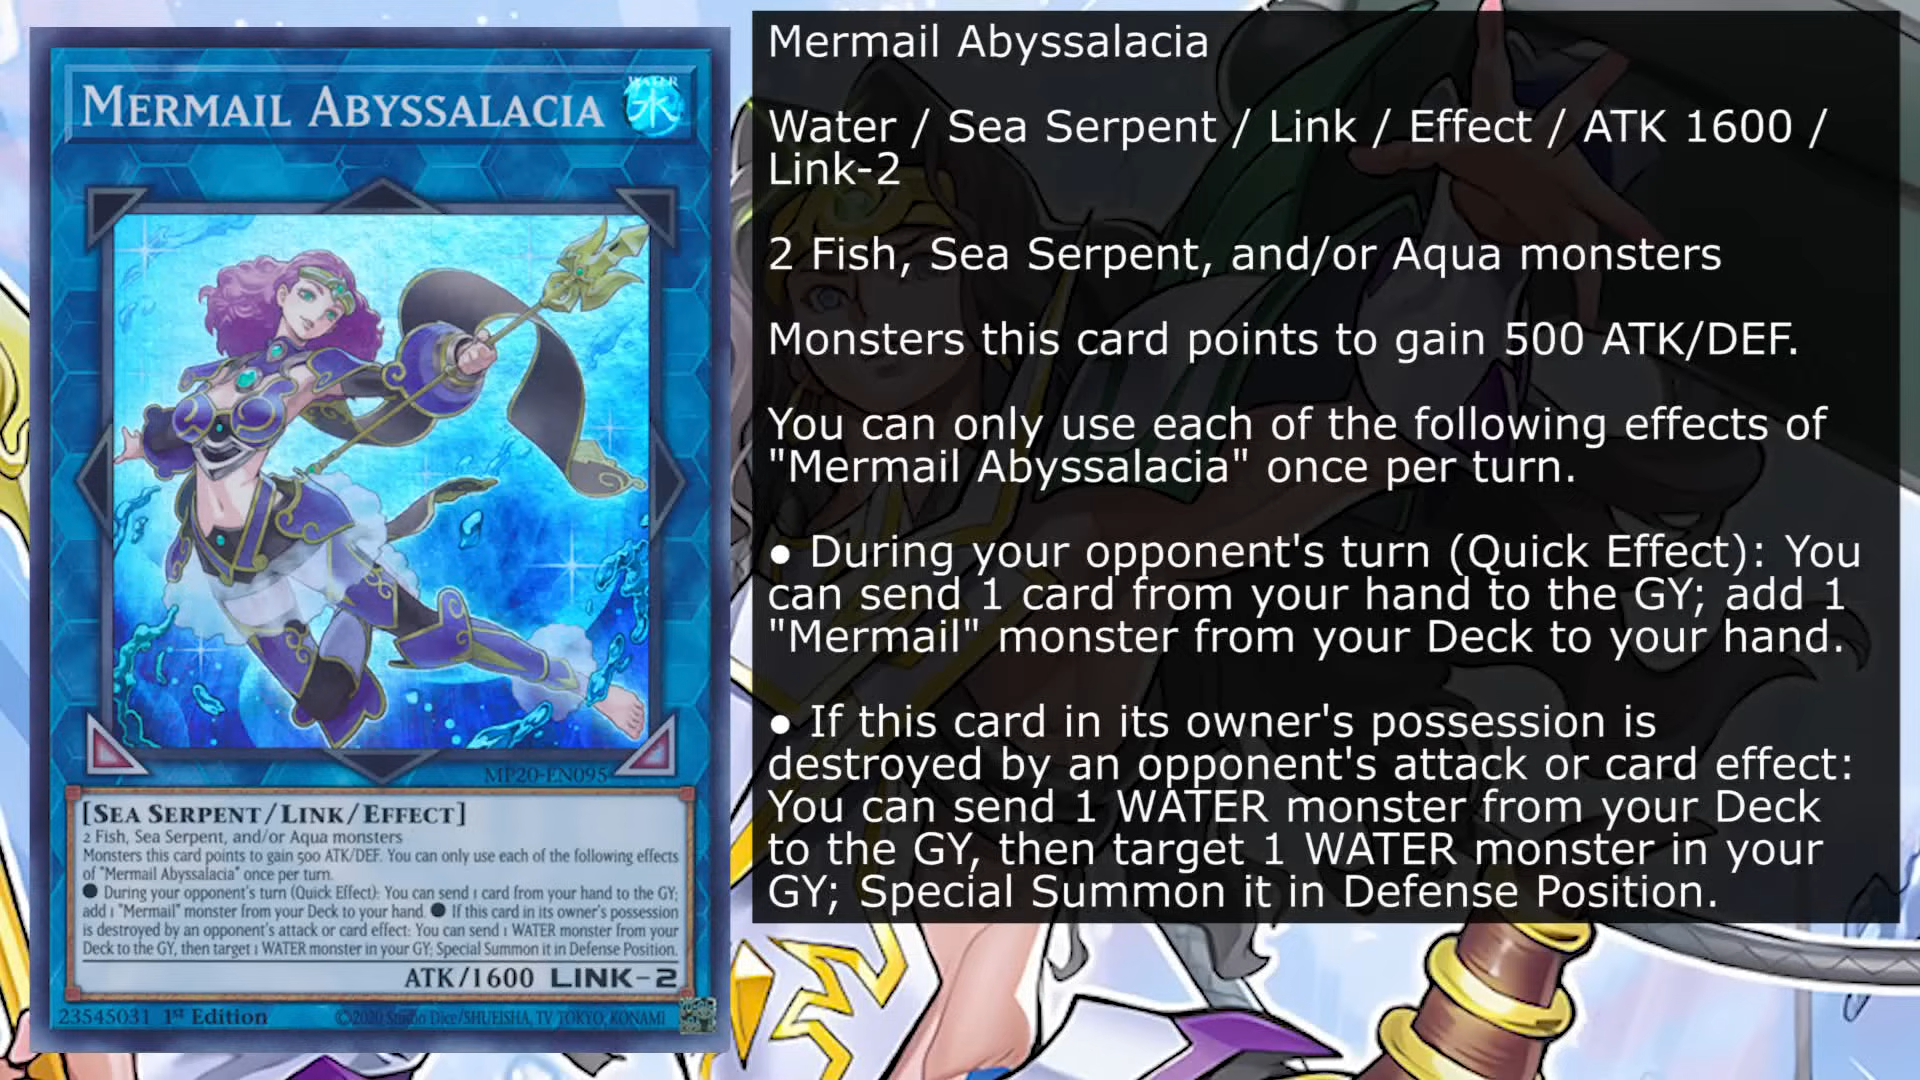 MERMAIL ABYSSALACIA
WATER
水
MP20-EN095
[SEA SERPENT/LINK/EFFECT]
2 Fish, Sea Serpent, and/or Aqua monsters
Monsters this card points to gain 500 ATK/DEF. You can only use each of the following effects
of "Mermail Abyssalacia" once per turn.
● During your opponent's turn (Quick Effect): You can send 1 card from your hand to the GY;
add 1 "Mermail" monster from your Deck to your hand. ● If this card in its owner's possession
is destroyed by an opponent's attack or card effect: You can send 1 WATER monster from your
Deck to the GY, then target 1 WATER monster in your GY; Special Summon it in Defense Position.
ATK/1600 LINK-2
23545031 1st Edition ©2020 Studio Dice/SHUEISHA, TV TOKYO, KONAMI
Mermail Abyssalacia
Water / Sea Serpent / Link / Effect / ATK 1600 /
Link-2
2 Fish, Sea Serpent, and/or Aqua monsters
Monsters this card points to gain 500 ATK/DEF.
You can only use each of the following effects of
"Mermail Abyssalacia" once per turn.
● During your opponent's turn (Quick Effect): You
can send 1 card from your hand to the GY; add 1
"Mermail" monster from your Deck to your hand.
● If this card in its owner's possession is
destroyed by an opponent's attack or card effect:
You can send 1 WATER monster from your Deck
to the GY, then target 1 WATER monster in your
GY; Special Summon it in Defense Position.